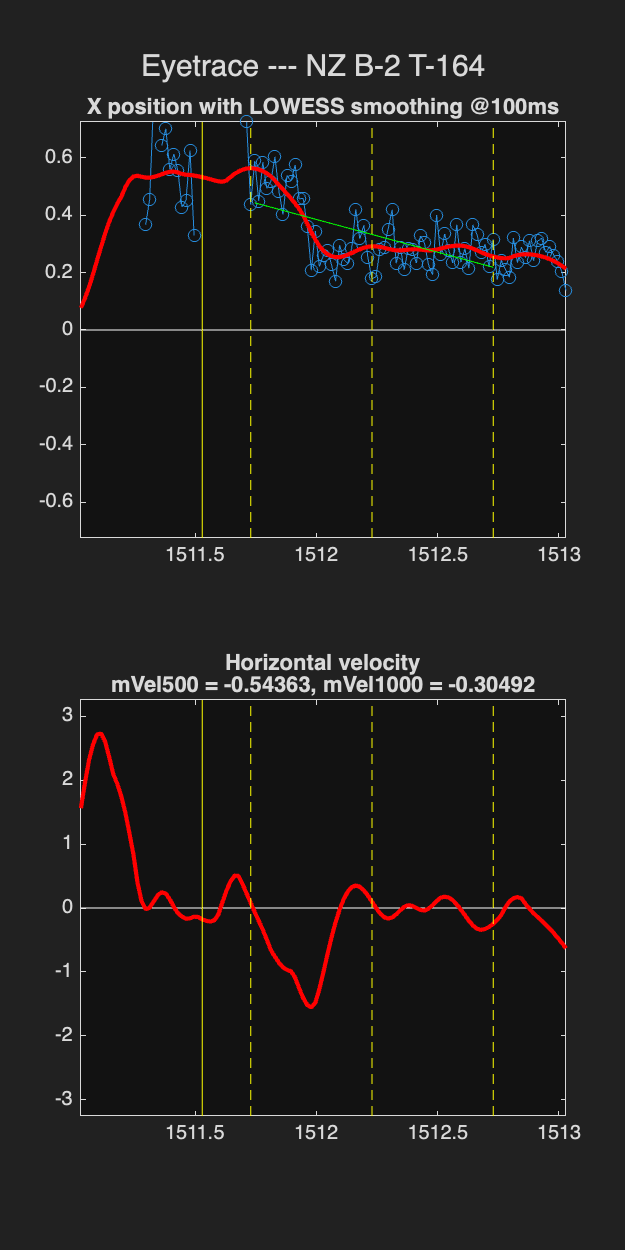 Eyetrace --- NZ B-2 T-164
X position with LOWESS smoothing @100ms
0.6
0.4
0.2
0
-0.2
-0.4
-0.6
1511.5 1512 1512.5 1513
Horizontal velocity
mVel500 = -0.54363, mVel1000 = -0.30492
3
2
1
0
-1
-2
-3
1511.5 1512 1512.5 1513